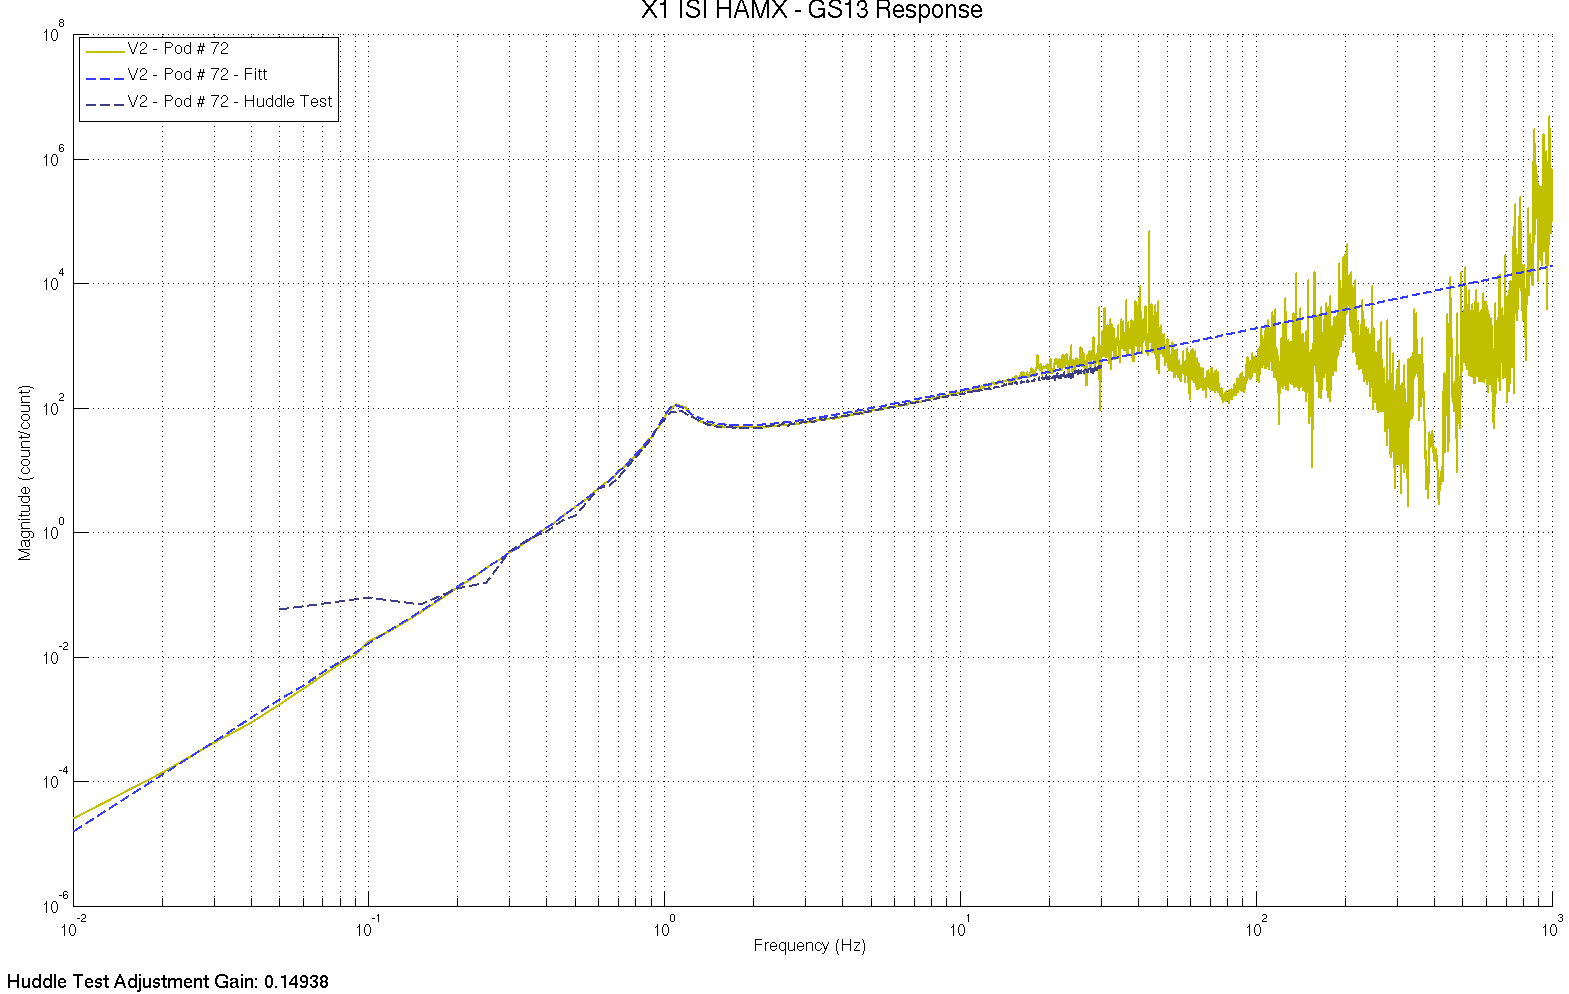 X1 ISI HAMX - GS13 Response
V2 - Pod # 72
V2 - Pod # 72 - Fitt
V2 - Pod # 72 - Huddle Test
10^8
10^6
10^4
10^2
10^0
10^-2
10^-4
10^-6
Magnitude (count/count)
10^-2 10^-1 10^0 10^1 10^2 10^3
Frequency (Hz)
Huddle Test Adjustment Gain: 0.14938